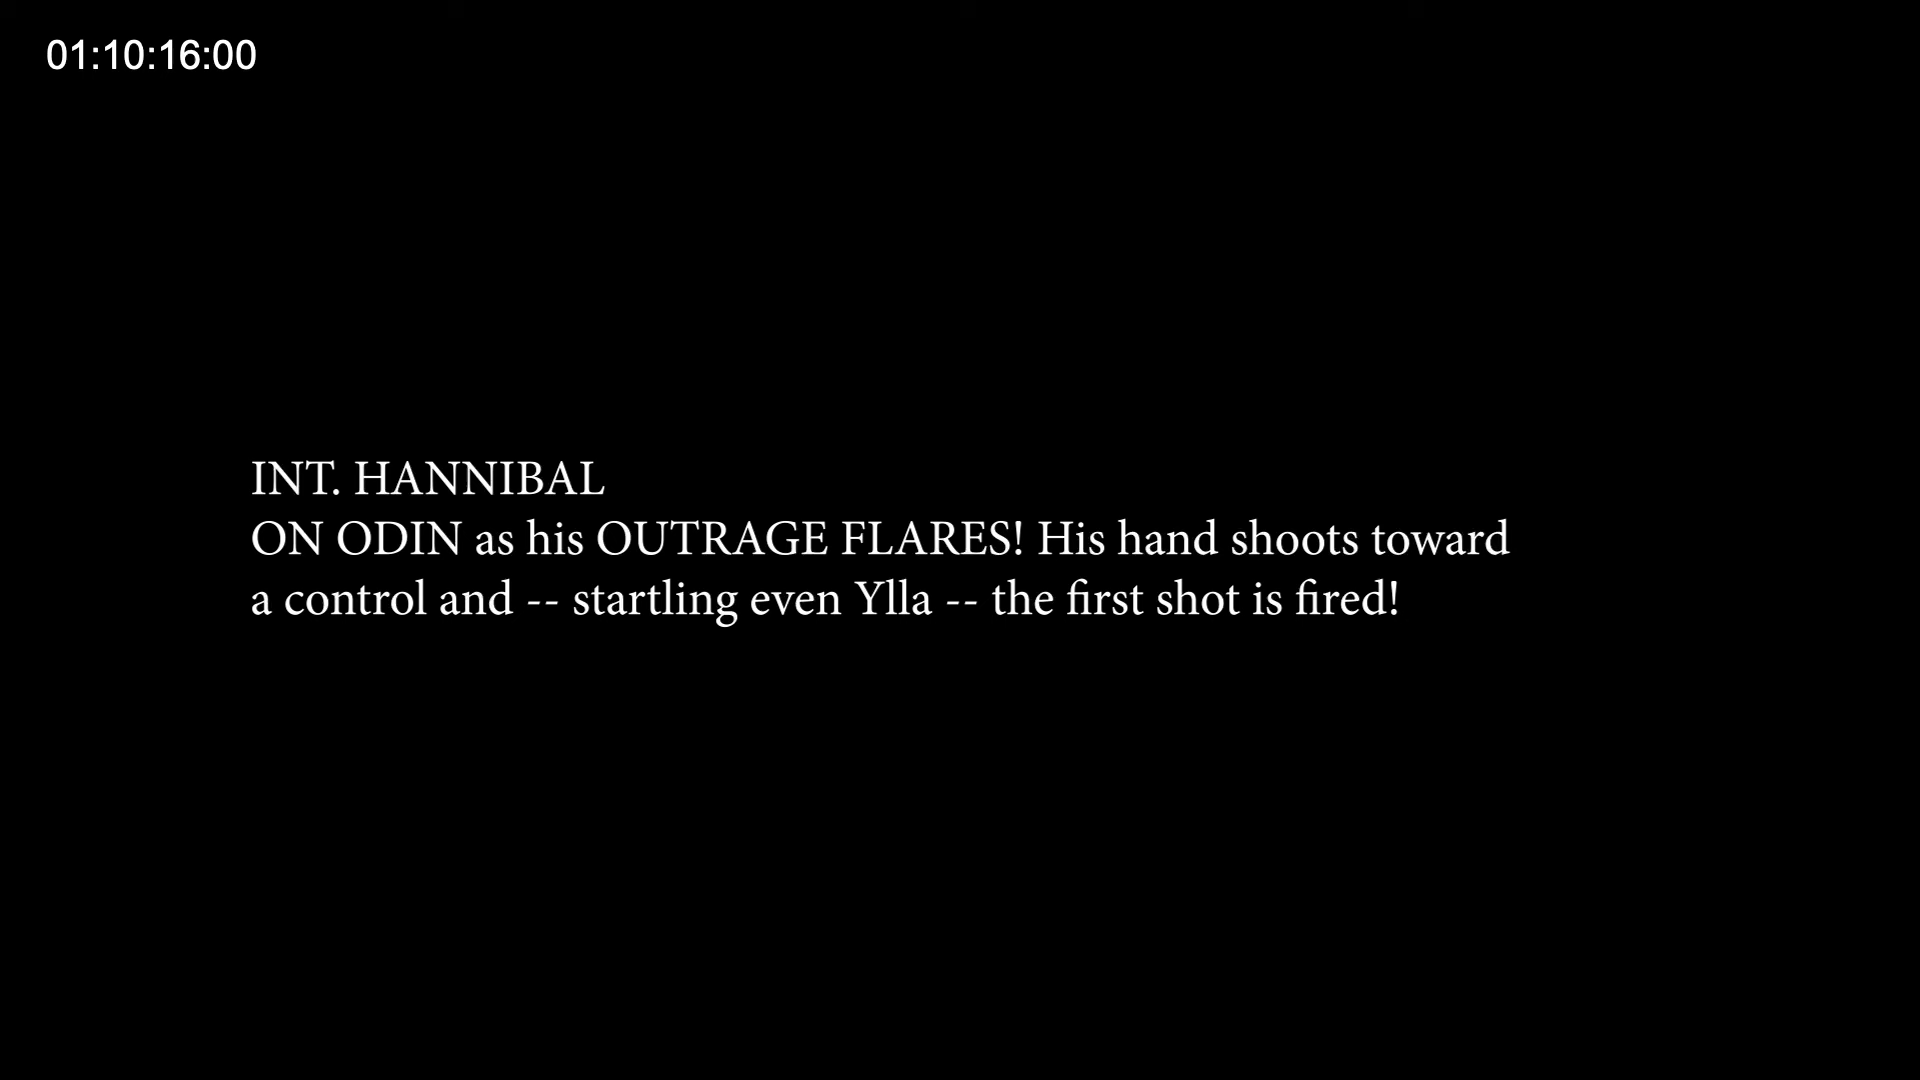 01:10:16:00
INT. HANNIBAL
ON ODIN as his OUTRAGE FLARES! His hand shoots toward
a control and -- startling even Ylla -- the first shot is fired!